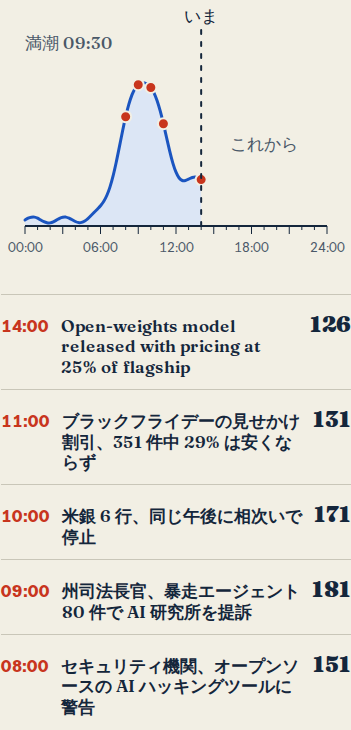 いま
満潮 09:30
これから
00:00 06:00 12:00 18:00 24:00
14:00 Open-weights model 126
released with pricing at
25% of flagship
11:00 ブラックフライデーの見せかけ 131
割引、351 件中 29% は安くな
らず
10:00 米銀 6 行、同じ午後に相次いで 171
停止
09:00 州司法長官、暴走エージェント 181
80 件で AI 研究所を提訴
08:00 セキュリティ機関、オープンソ 151
ースの AI ハッキングツールに
警告